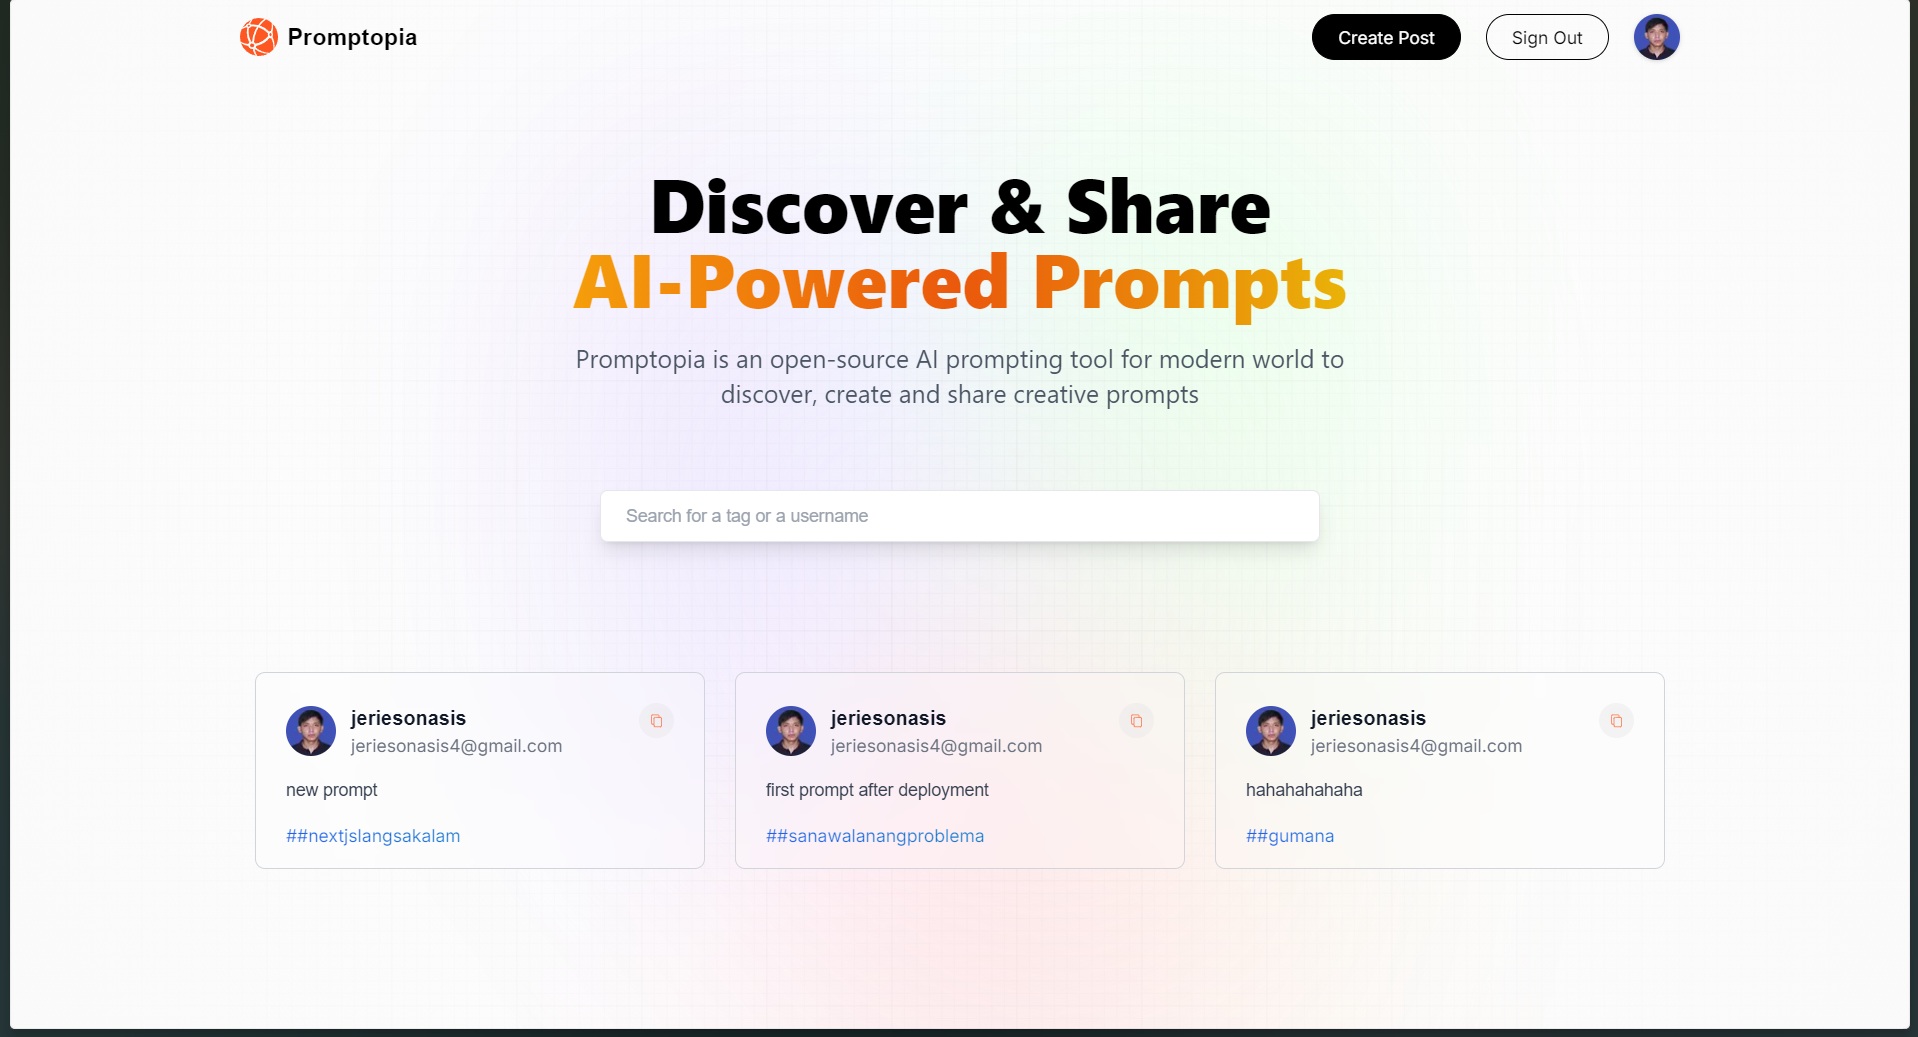 Promptopia
Create Post
Sign Out
Discover & Share
AI-Powered Prompts
Promptopia is an open-source AI prompting tool for modern world to
discover, create and share creative prompts
Search for a tag or a username
jeriesonasis
jeriesonasis4@gmail.com
new prompt
##nextjslangsakalam
jeriesonasis
jeriesonasis4@gmail.com
first prompt after deployment
##sanawalanangproblema
jeriesonasis
jeriesonasis4@gmail.com
hahahahahaha
##gumana